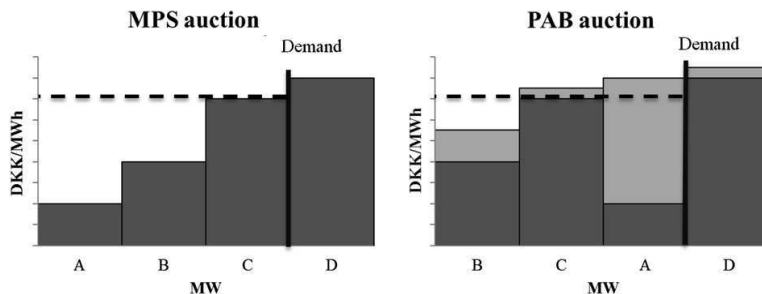 MPS auction
Demand
DKK/MWh
A B C D
MW
PAB auction
Demand
DKK/MWh
B C A D
MW